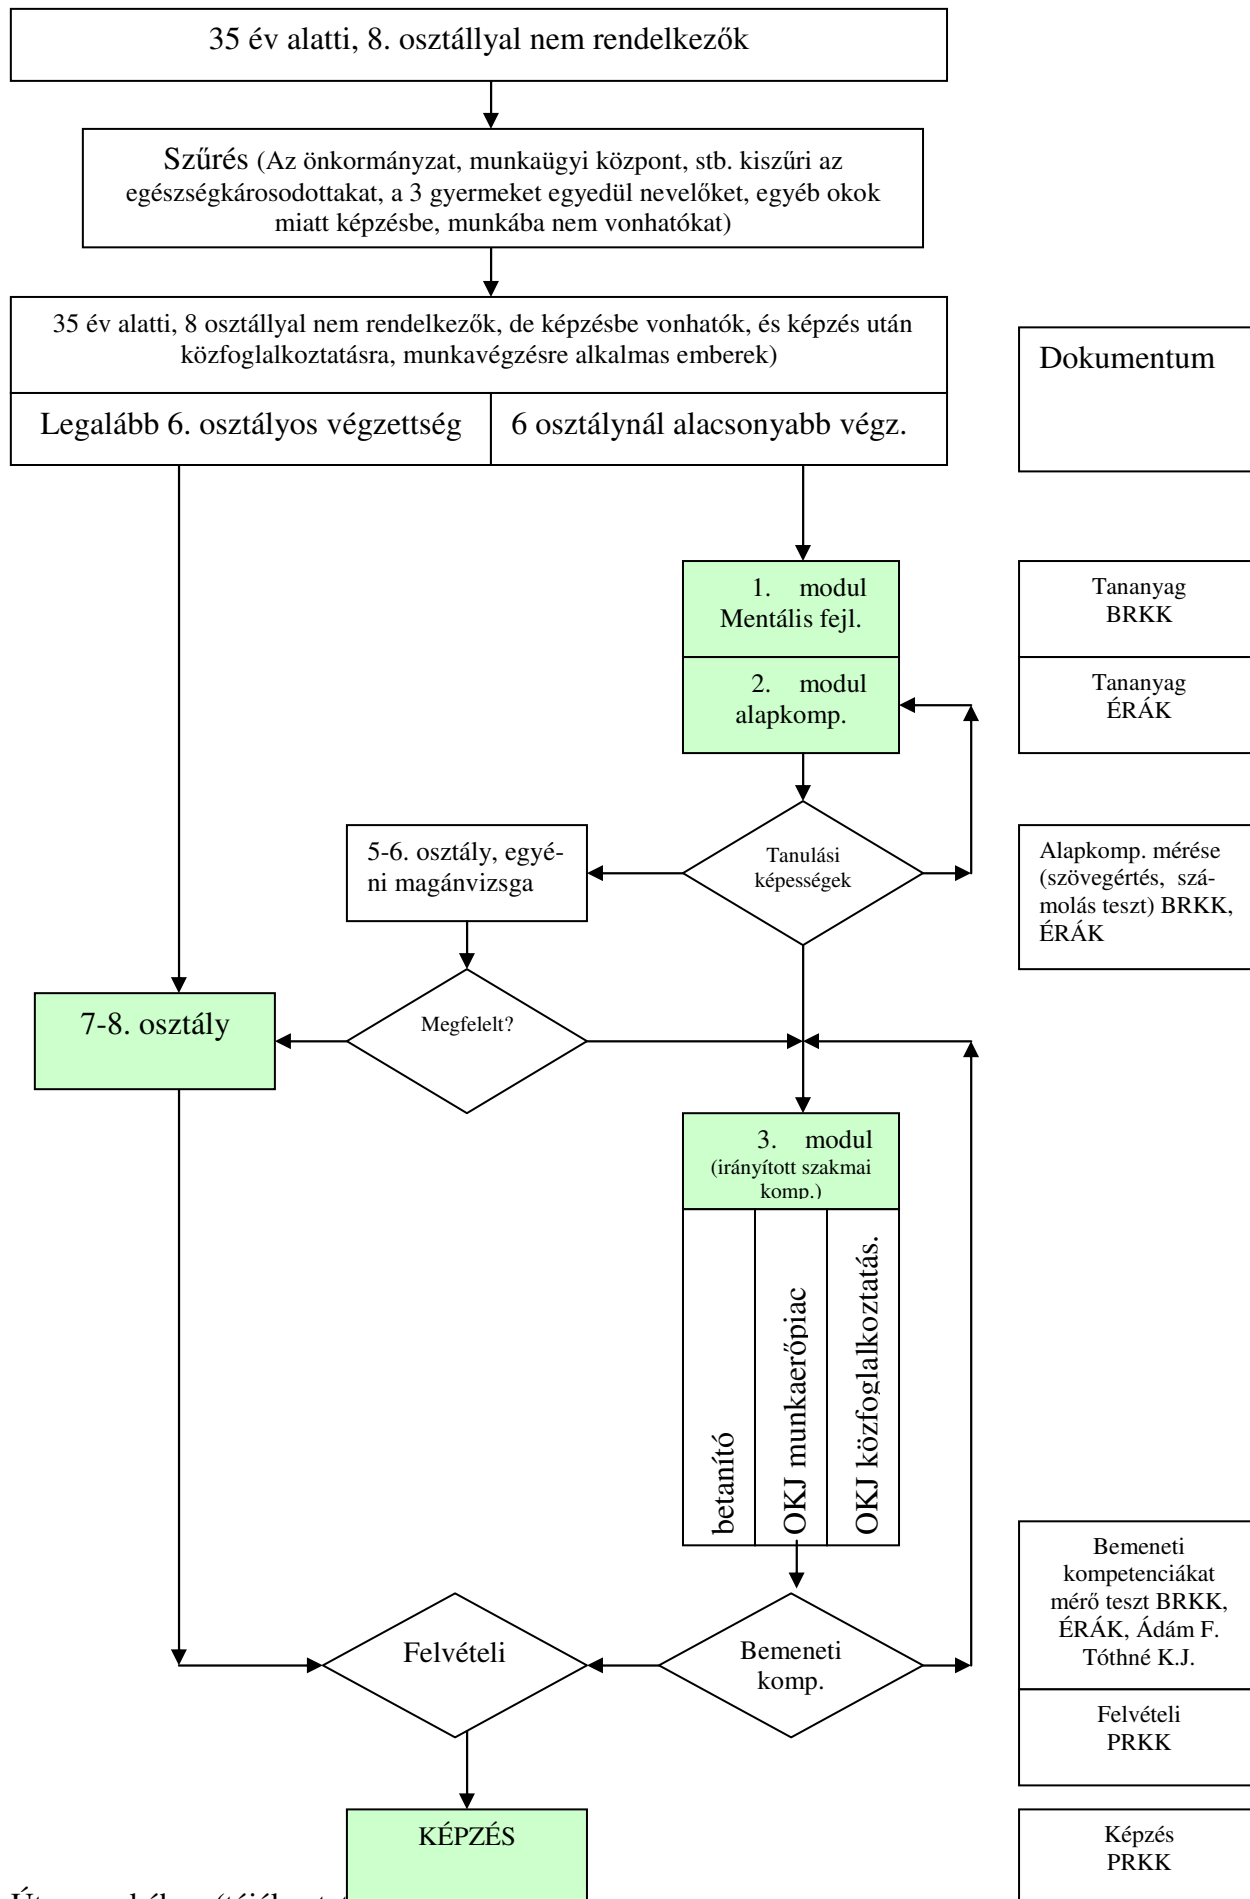 35 év alatti, 8. osztállyal nem rendelkezők
Szűrés (Az önkormányzat, munkaügyi központ, stb. kiszűri az
egészségkárosodottakat, a 3 gyermeket egyedül nevelőket, egyéb okok
miatt képzésbe, munkába nem vonhatókat)
35 év alatti, 8 osztállyal nem rendelkezők, de képzésbe vonhatók, és képzés után
közfoglalkoztatásra, munkavégzésre alkalmas emberek)
Legalább 6. osztályos végzettség
6 osztálynál alacsonyabb végz.
Dokumentum
1. modul
Mentális fejl.
Tananyag
BRKK
2. modul
alapkomp.
Tananyag
ÉRÁK
5-6. osztály, egyé-
ni magánvizsga
Tanulási
képességek
Alapkomp. mérése
(szövegértés, szá-
molás teszt) BRKK,
ÉRÁK
7-8. osztály
Megfelelt?
3. modul
(irányított szakmai
komp.)
betanító
OKJ munkaerőpiac
OKJ közfoglalkoztatás.
Bemeneti
kompetenciákat
mérő teszt BRKK,
ÉRÁK, Ádám F.
Tóthné K.J.
Felvételi
Bemeneti
komp.
Felvételi
PRKK
KÉPZÉS
Képzés
PRKK